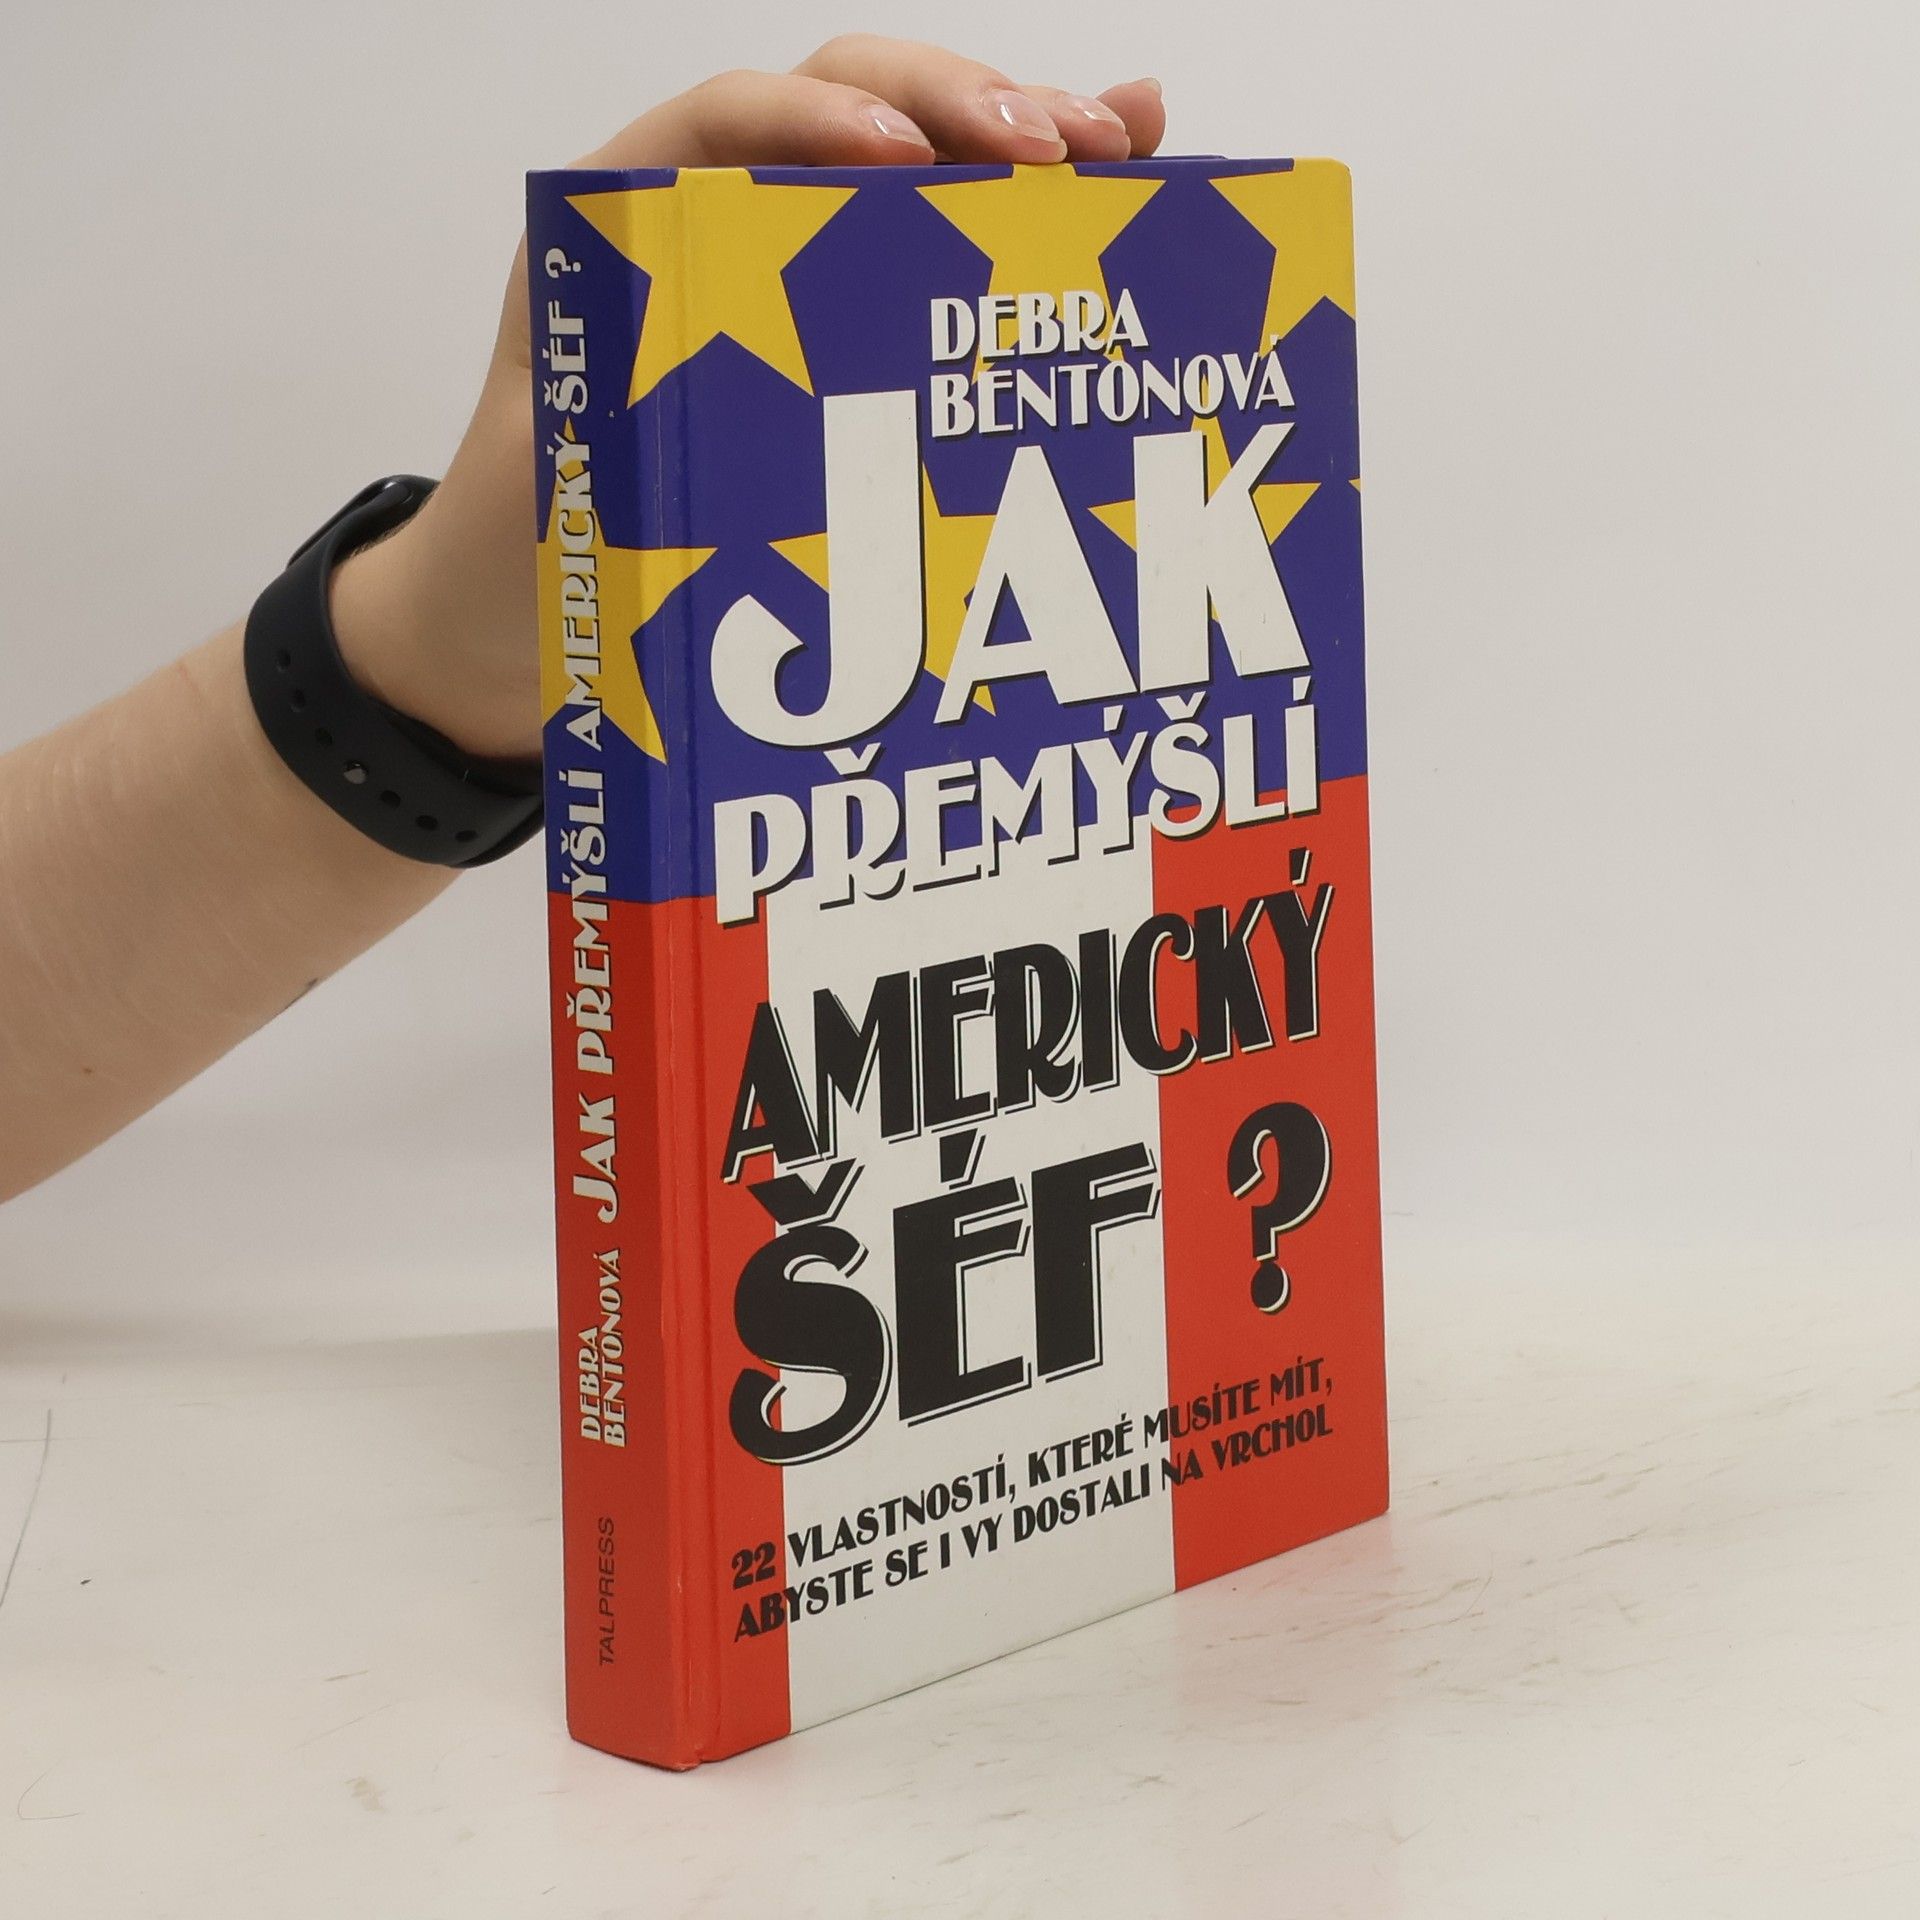 DEBRA
BENTONOVÁ
JAK
PŘEMÝŠLÍ
AMERICKÝ
ŠÉF ?
22 VLASTNOSTÍ, KTERÉ MUSÍTE MÍT,
ABYSTE SE I VY DOSTALI NA VRCHOL
DEBRA
BENTONOVÁ
JAK PŘEMÝŠLÍ AMERICKÝ ŠÉF ?
TALPRESS